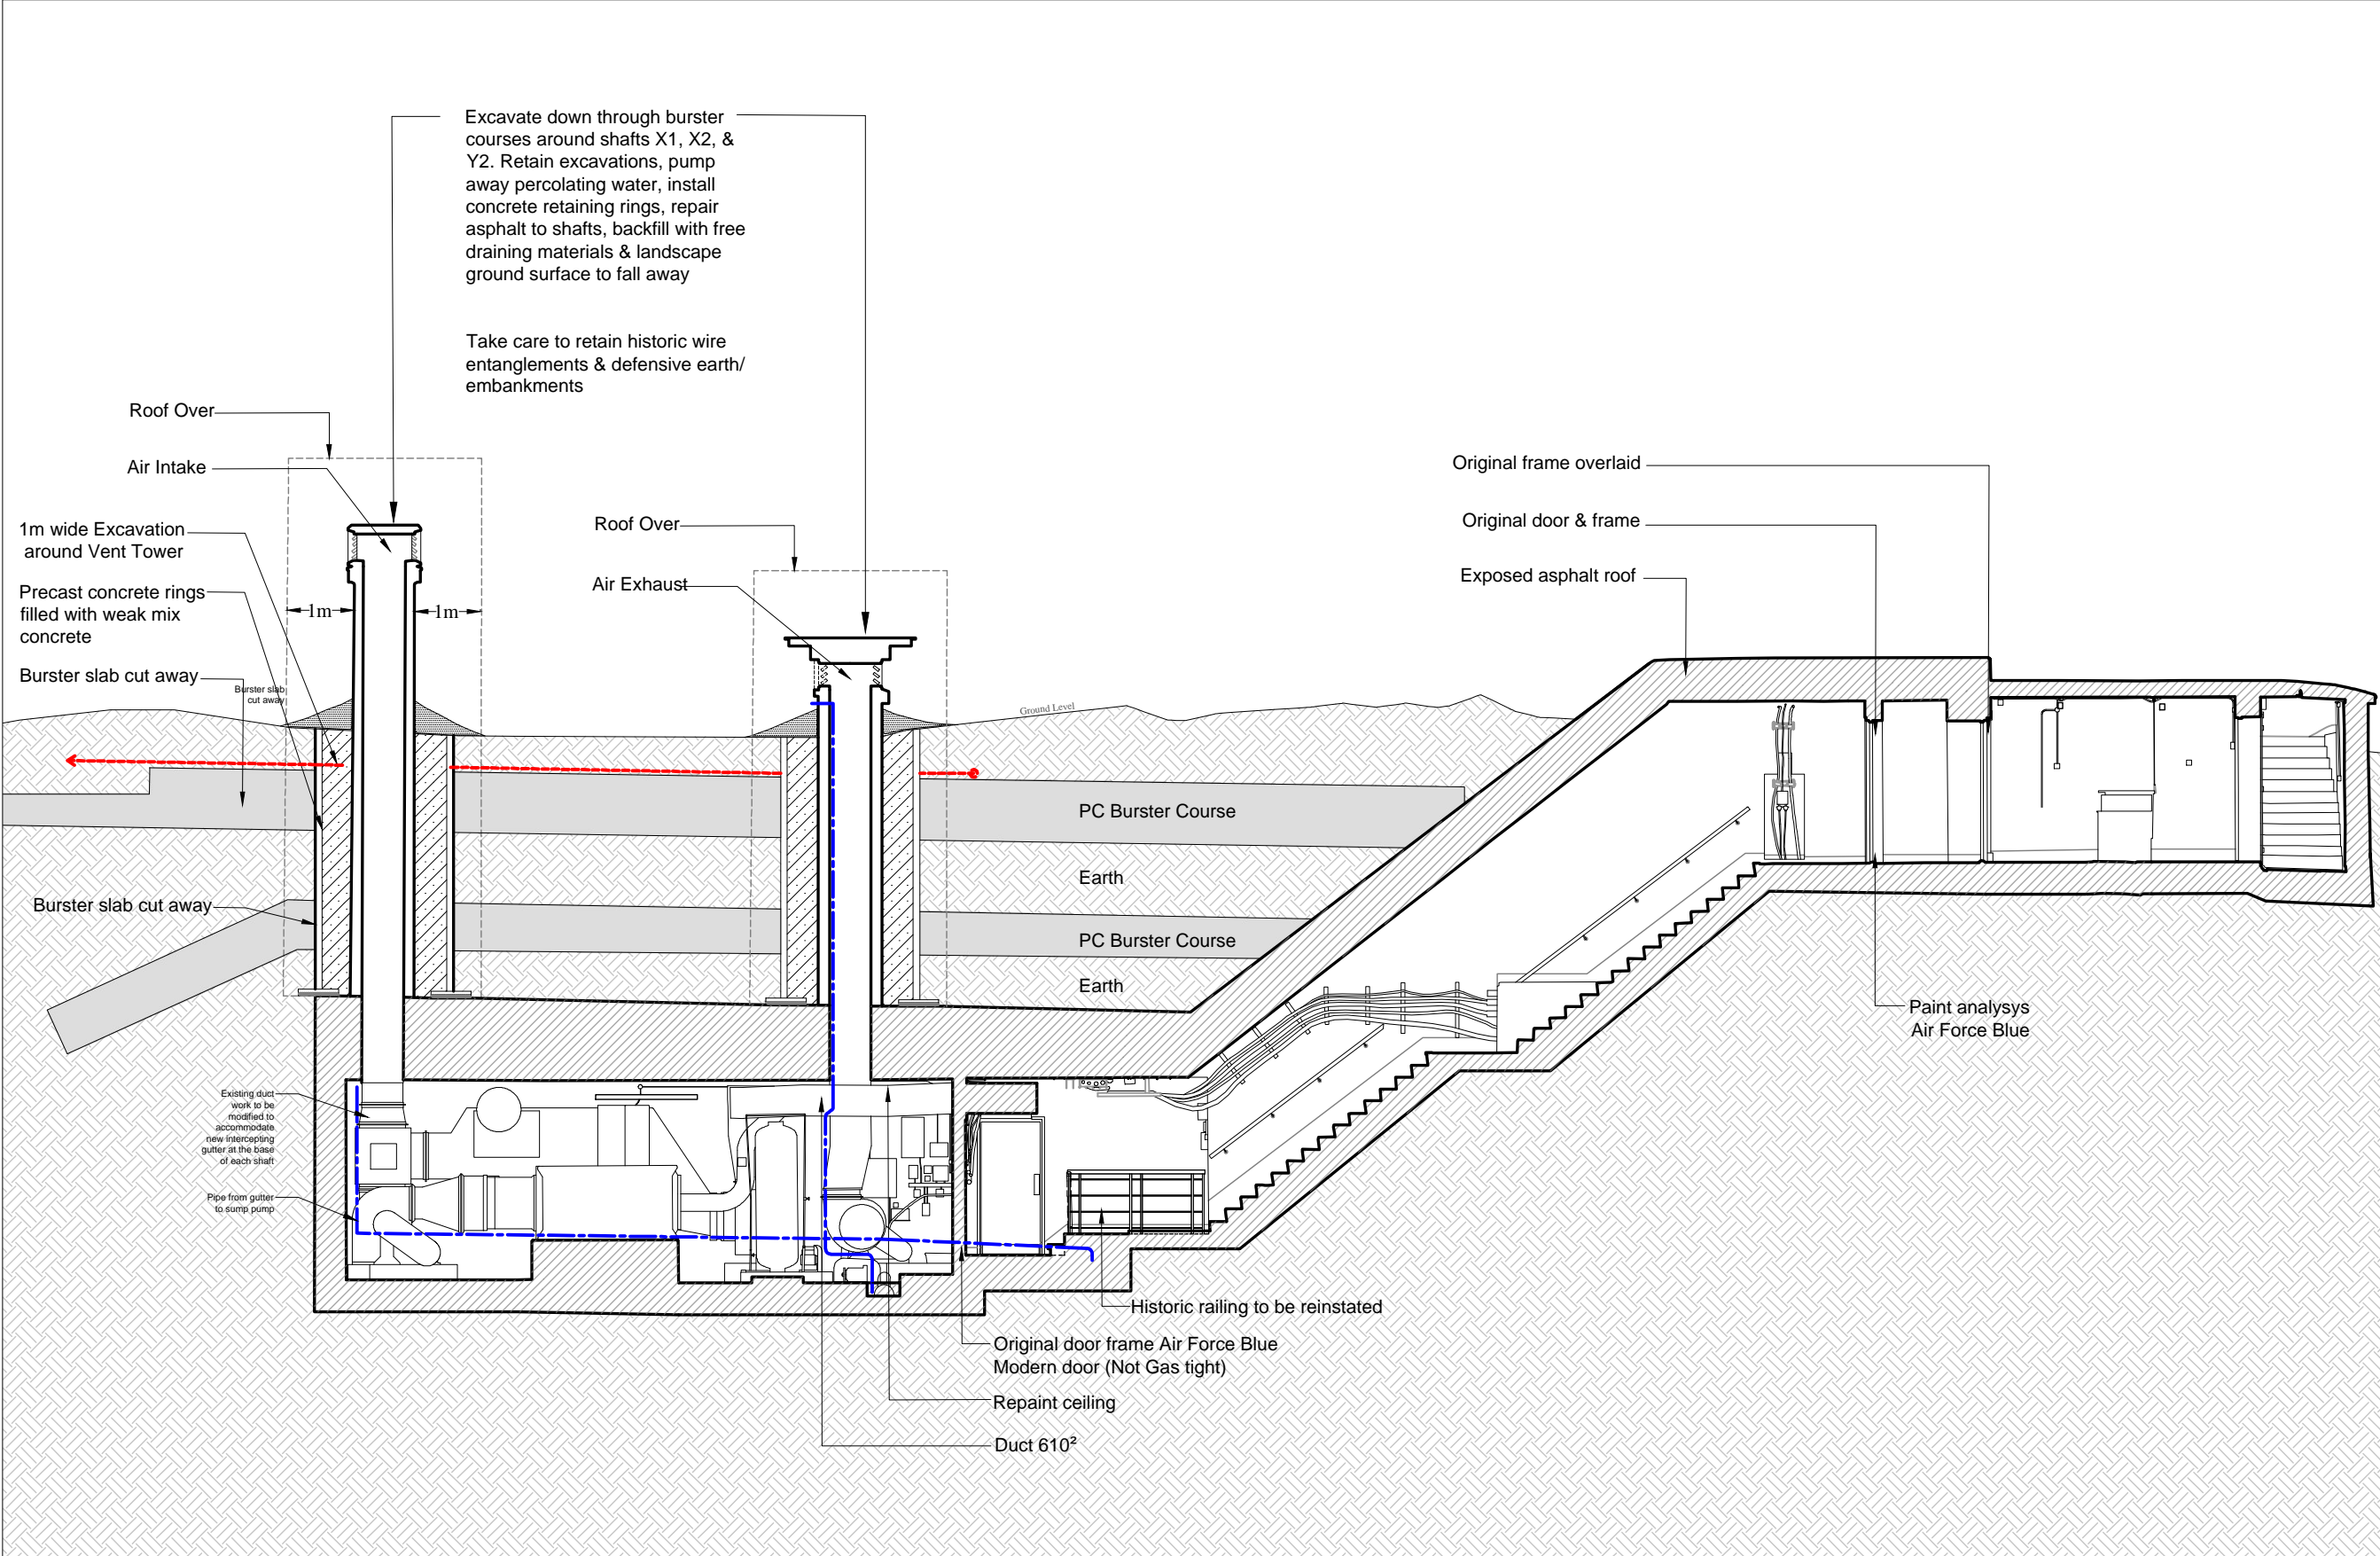 Excavate down through burster
courses around shafts X1, X2, &
Y2. Retain excavations, pump
away percolating water, install
concrete retaining rings, repair
asphalt to shafts, backfill with free
draining materials & landscape
ground surface to fall away
Take care to retain historic wire
entanglements & defensive earth/
embankments
Roof Over
Air Intake
1m wide Excavation
around Vent Tower
Precast concrete rings
filled with weak mix
concrete
Burster slab cut away
Burster slab
cut away
1m
1m
Roof Over
Air Exhaust
Ground Level
Original frame overlaid
Original door & frame
Exposed asphalt roof
PC Burster Course
Earth
PC Burster Course
Earth
Burster slab cut away
Paint analysys
Air Force Blue
Existing duct
work to be
modified to
accommodate
new intercepting
gutter at the base
of each shaft
Pipe from gutter
to sump pump
Historic railing to be reinstated
Original door frame Air Force Blue
Modern door (Not Gas tight)
Repaint ceiling
Duct 610²